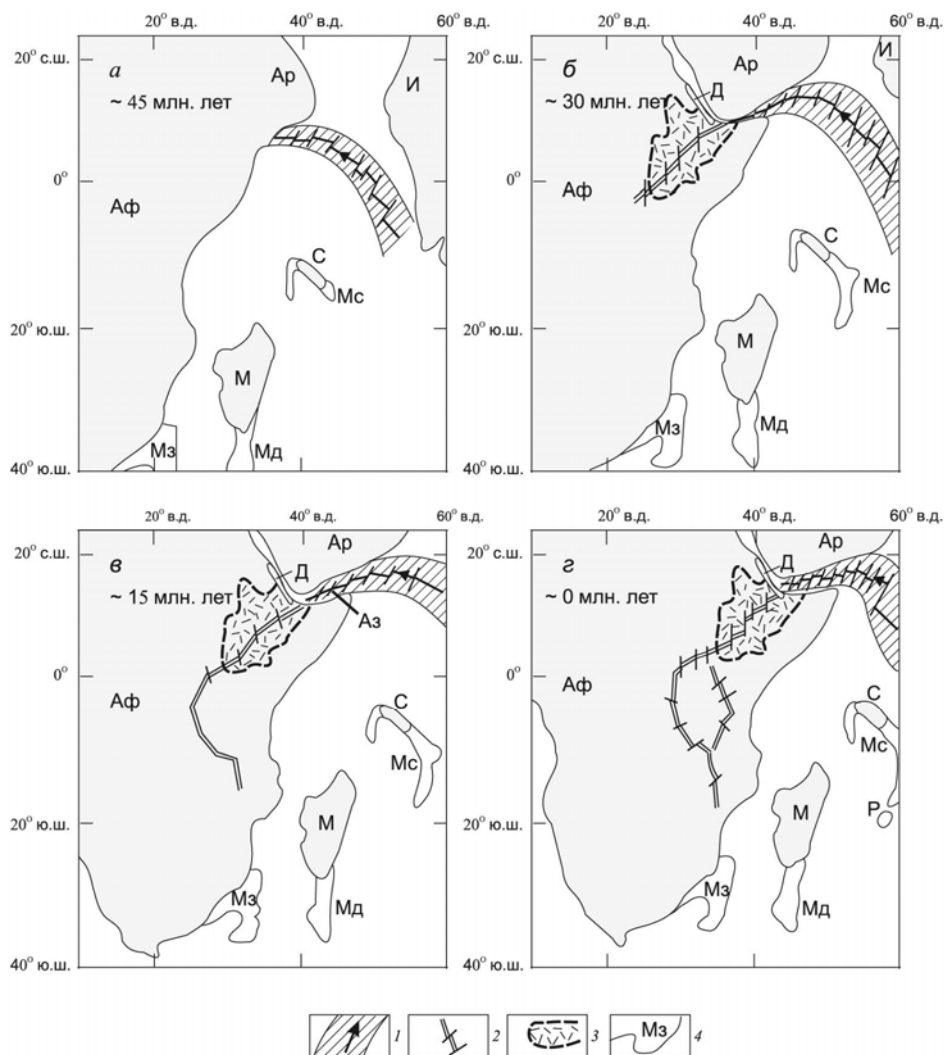 20° в.д.
40° в.д.
60° в.д.
20° в.д.
40° в.д.
60° в.д.
20° с.ш.
а
~ 45 млн. лет
Ар
И
0°
Аф
С
Мс
20° ю.ш.
М
Мз
Мд
40° ю.ш.
20° с.ш.
б
~ 30 млн. лет
Д
Ар
И
0°
Аф
С
Мс
20° ю.ш.
М
Мз
Мд
40° ю.ш.
20° в.д.
40° в.д.
60° в.д.
20° в.д.
40° в.д.
60° в.д.
20° с.ш.
в
~ 15 млн. лет
Д
Ар
Аз
0°
Аф
С
Мс
20° ю.ш.
М
Мз
Мд
40° ю.ш.
20° с.ш.
г
~ 0 млн. лет
Д
Ар
0°
Аф
С
Мс
Р
20° ю.ш.
М
Мз
Мд
40° ю.ш.
1
2
3
Мз
4